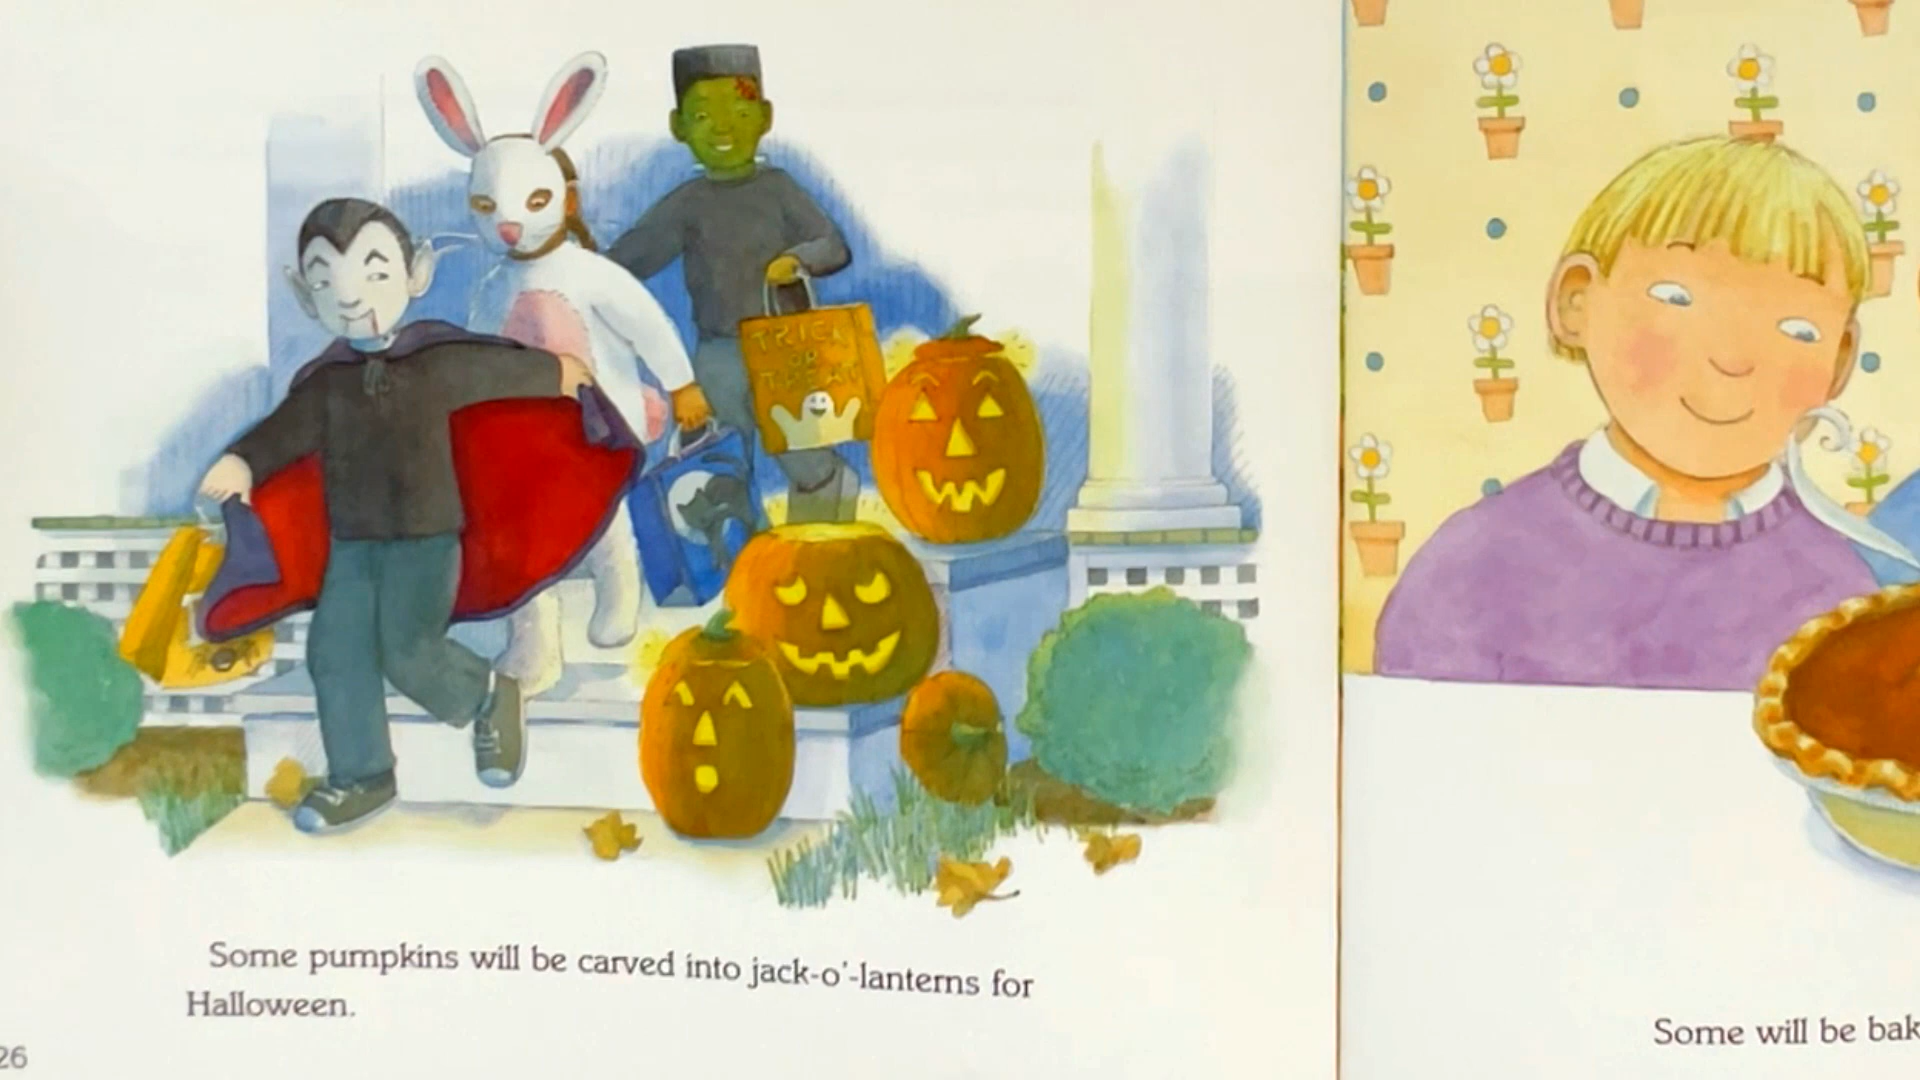 TRICK
OR
TREAT
Some pumpkins will be carved into jack-o'-lanterns for
Halloween.
26
Some will be bak